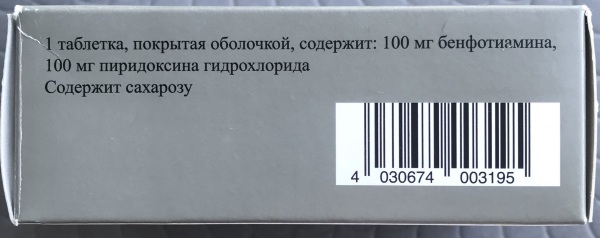 1 таблетка, покрытая оболочкой, содержит: 100 мг бенфотиамина,
100 мг пиридоксина гидрохлорида
Содержит сахарозу
4 030674 003195